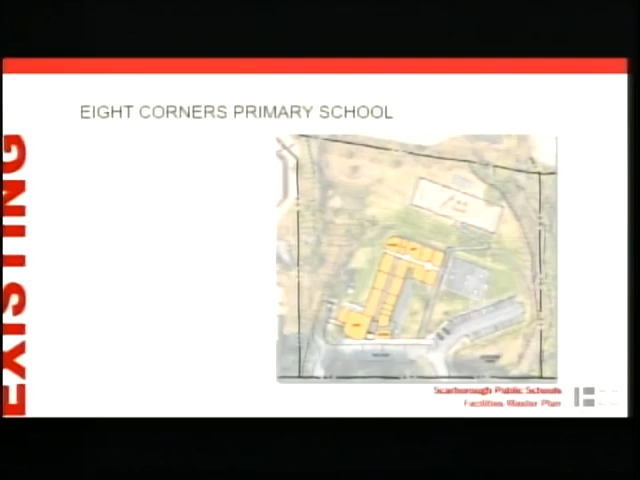 EIGHT CORNERS PRIMARY SCHOOL
EXISTING
Scarborough Public Schools
Facilities Master Plan